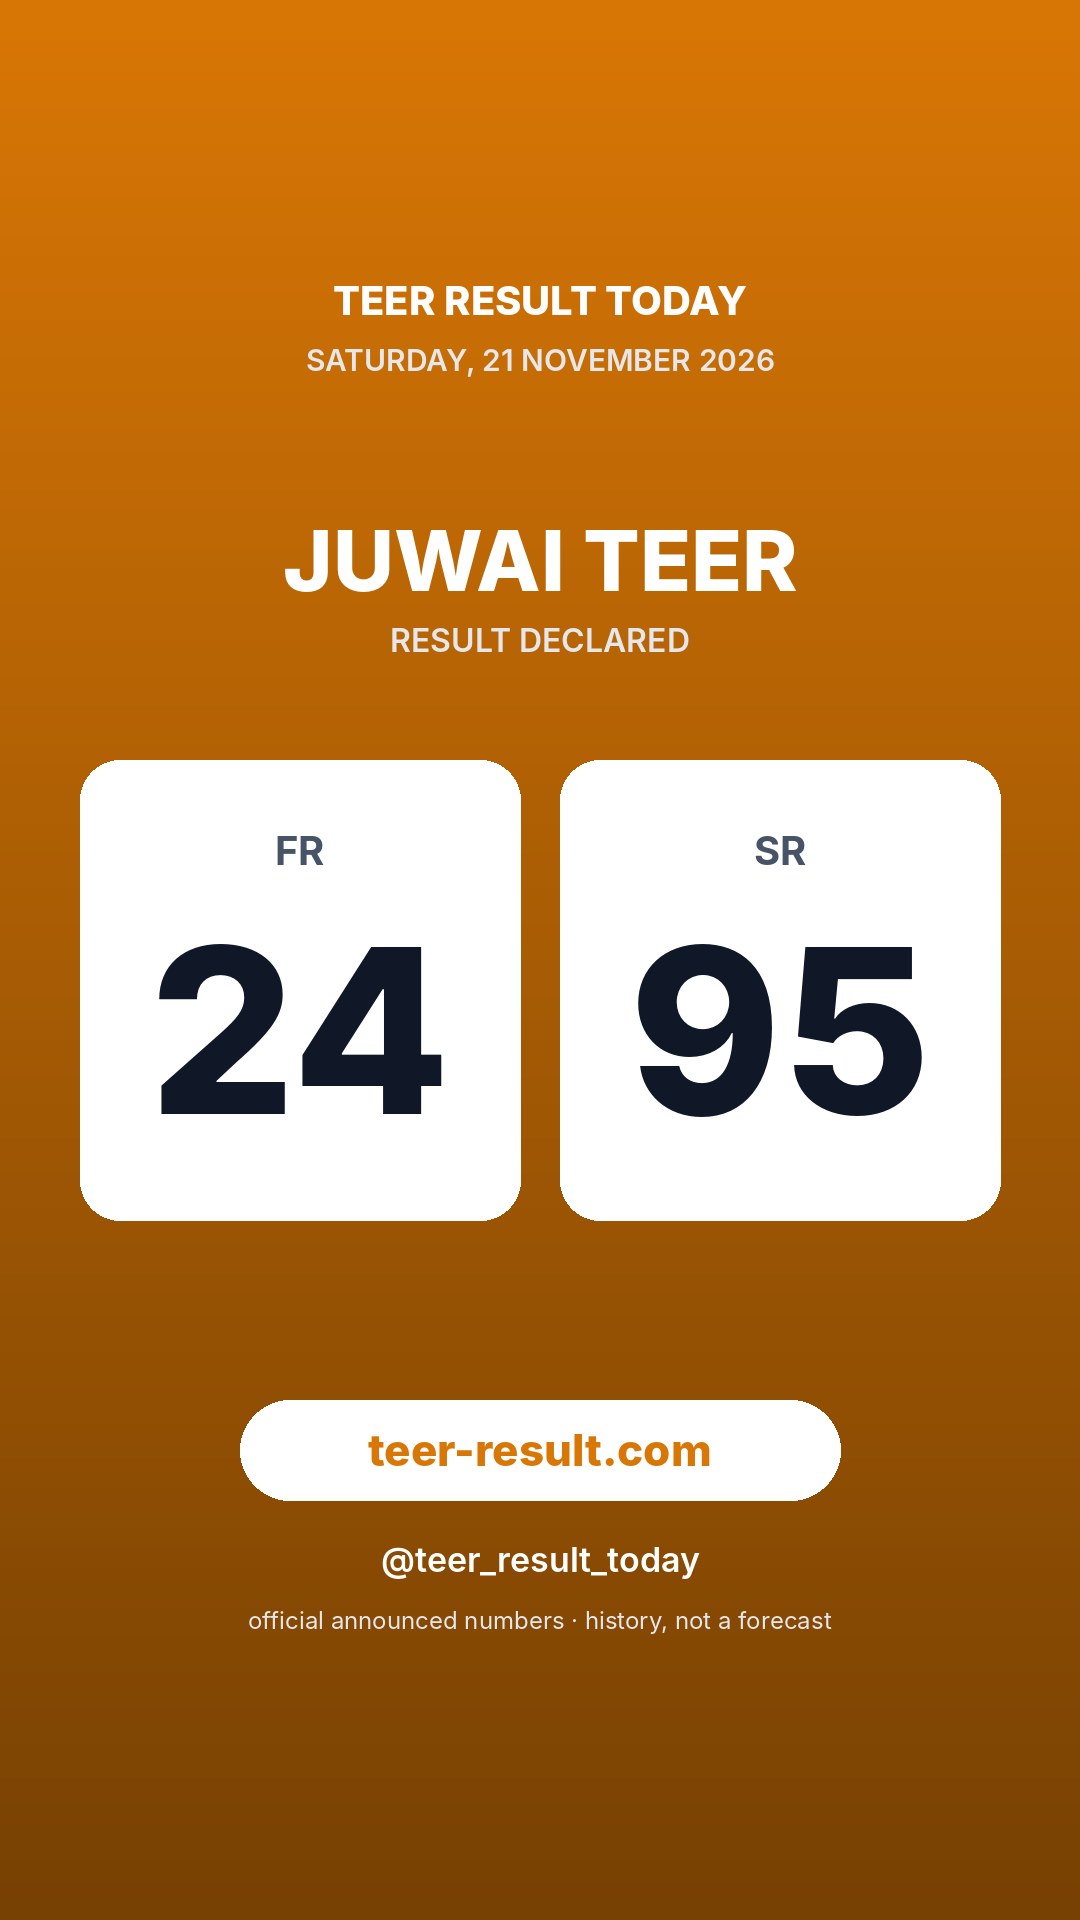 TEER RESULT TODAY
SATURDAY, 21 NOVEMBER 2026
JUWAI TEER
RESULT DECLARED
FR
24
SR
95
teer-result.com
@teer_result_today
official announced numbers · history, not a forecast